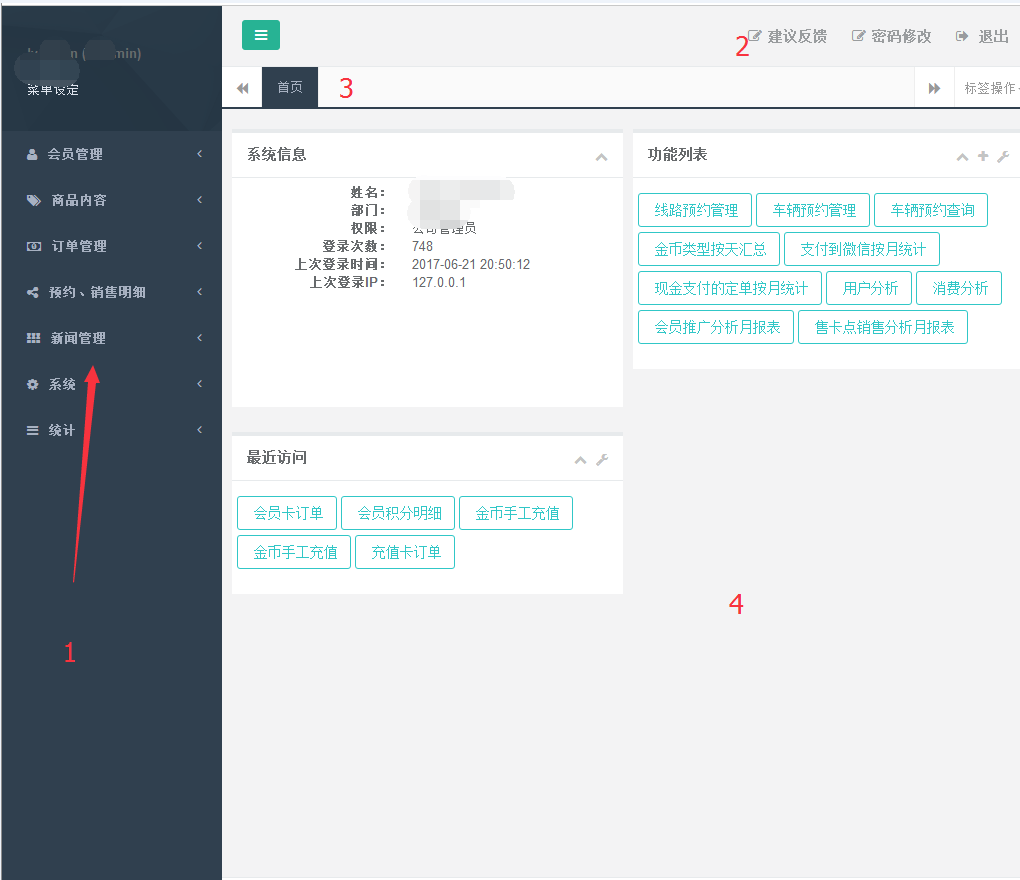 菜单设定
会员管理
商品内容
订单管理
预约、销售明细
新闻管理
系统
统计
1
2
建议反馈 密码修改 退出
首页 3 标签操作
系统信息
姓名：
部门：
权限： 公司管理员
登录次数： 748
上次登录时间： 2017-06-21 20:50:12
上次登录IP： 127.0.0.1
功能列表
线路预约管理 车辆预约管理 车辆预约查询
金币类型按天汇总 支付到微信按月统计
现金支付的定单按月统计 用户分析 消费分析
会员推广分析月报表 售卡点销售分析月报表
最近访问
会员卡订单 会员积分明细 金币手工充值
金币手工充值 充值卡订单
4